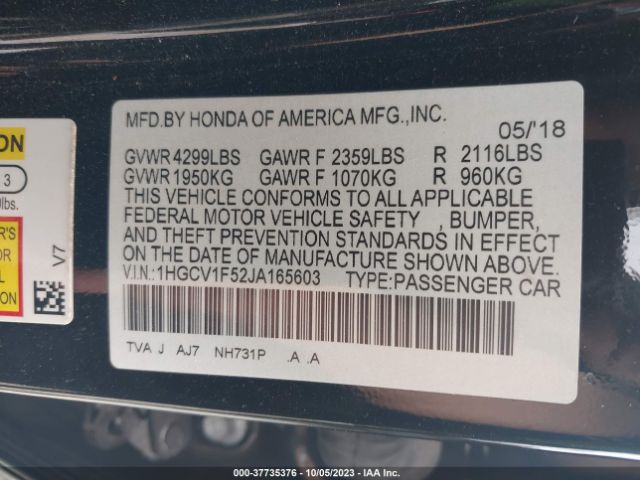 MFD.BY HONDA OF AMERICA MFG.,INC.
05/'18
GVWR 4299LBS GAWR F 2359LBS R 2116LBS
GVWR 1950KG GAWR F 1070KG R 960KG
THIS VEHICLE CONFORMS TO ALL APPLICABLE
FEDERAL MOTOR VEHICLE SAFETY , BUMPER,
AND THEFT PREVENTION STANDARDS IN EFFECT
ON THE DATE OF MANUFACTURE SHOWN ABOVE.
V.I.N.:1HGCV1F52JA165603 TYPE:PASSENGER CAR
TVA J AJ7 NH731P .A .A
ON
3
lbs.
R'S
V7
000-37735376 | 10/05/2023 | IAA Inc.